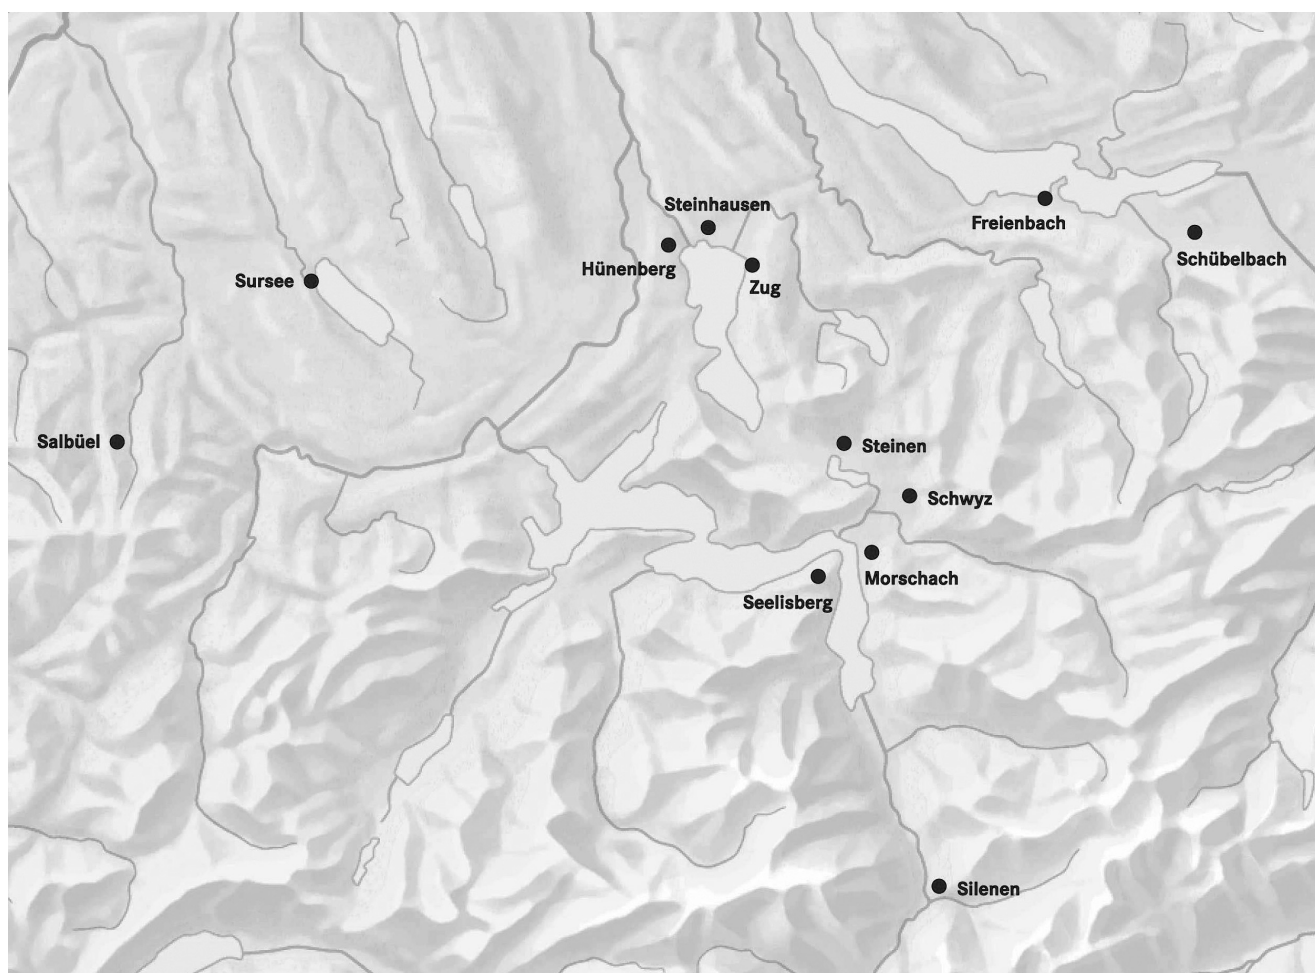 Steinhausen
Freienbach
Hünenberg
Schübelbach
Sursee
Zug
Salbüel
Steinen
Schwyz
Morschach
Seelisberg
Silenen